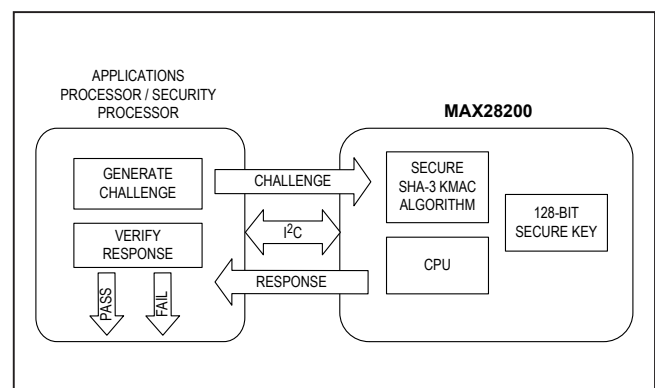 APPLICATIONS
PROCESSOR / SECURITY
PROCESSOR
MAX28200
GENERATE
CHALLENGE
CHALLENGE
SECURE
SHA-3 KMAC
ALGORITHM
128-BIT
SECURE KEY
VERIFY
RESPONSE
I²C
CPU
RESPONSE
PASS
FAIL